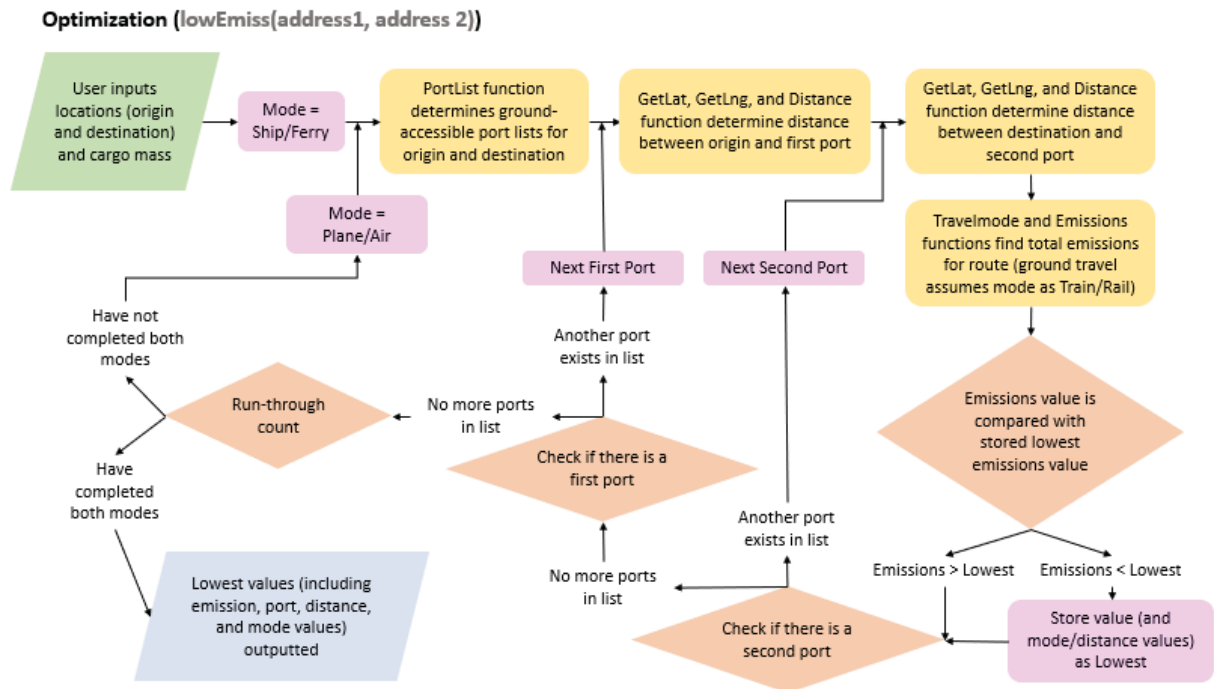 Optimization (lowEmiss(address1, address 2))
User inputs
locations (origin
and destination)
and cargo mass
Mode =
Ship/Ferry
PortList function
determines ground-
accessible port lists for
origin and destination
GetLat, GetLng, and Distance
function determine distance
between origin and first port
GetLat, GetLng, and Distance
function determine distance
between destination and
second port
Mode =
Plane/Air
Travelmode and Emissions
functions find total emissions
for route (ground travel
assumes mode as Train/Rail)
Next First Port
Next Second Port
Have not
completed both
modes
Another port
exists in list
Run-through
count
No more ports
in list
Emissions value is
compared with
stored lowest
emissions value
Check if there is a
first port
Have
completed
both modes
Another port
exists in list
Lowest values (including
emission, port, distance,
and mode values)
outputted
No more ports
in list
Emissions > Lowest
Emissions < Lowest
Check if there is a
second port
Store value (and
mode/distance values)
as Lowest